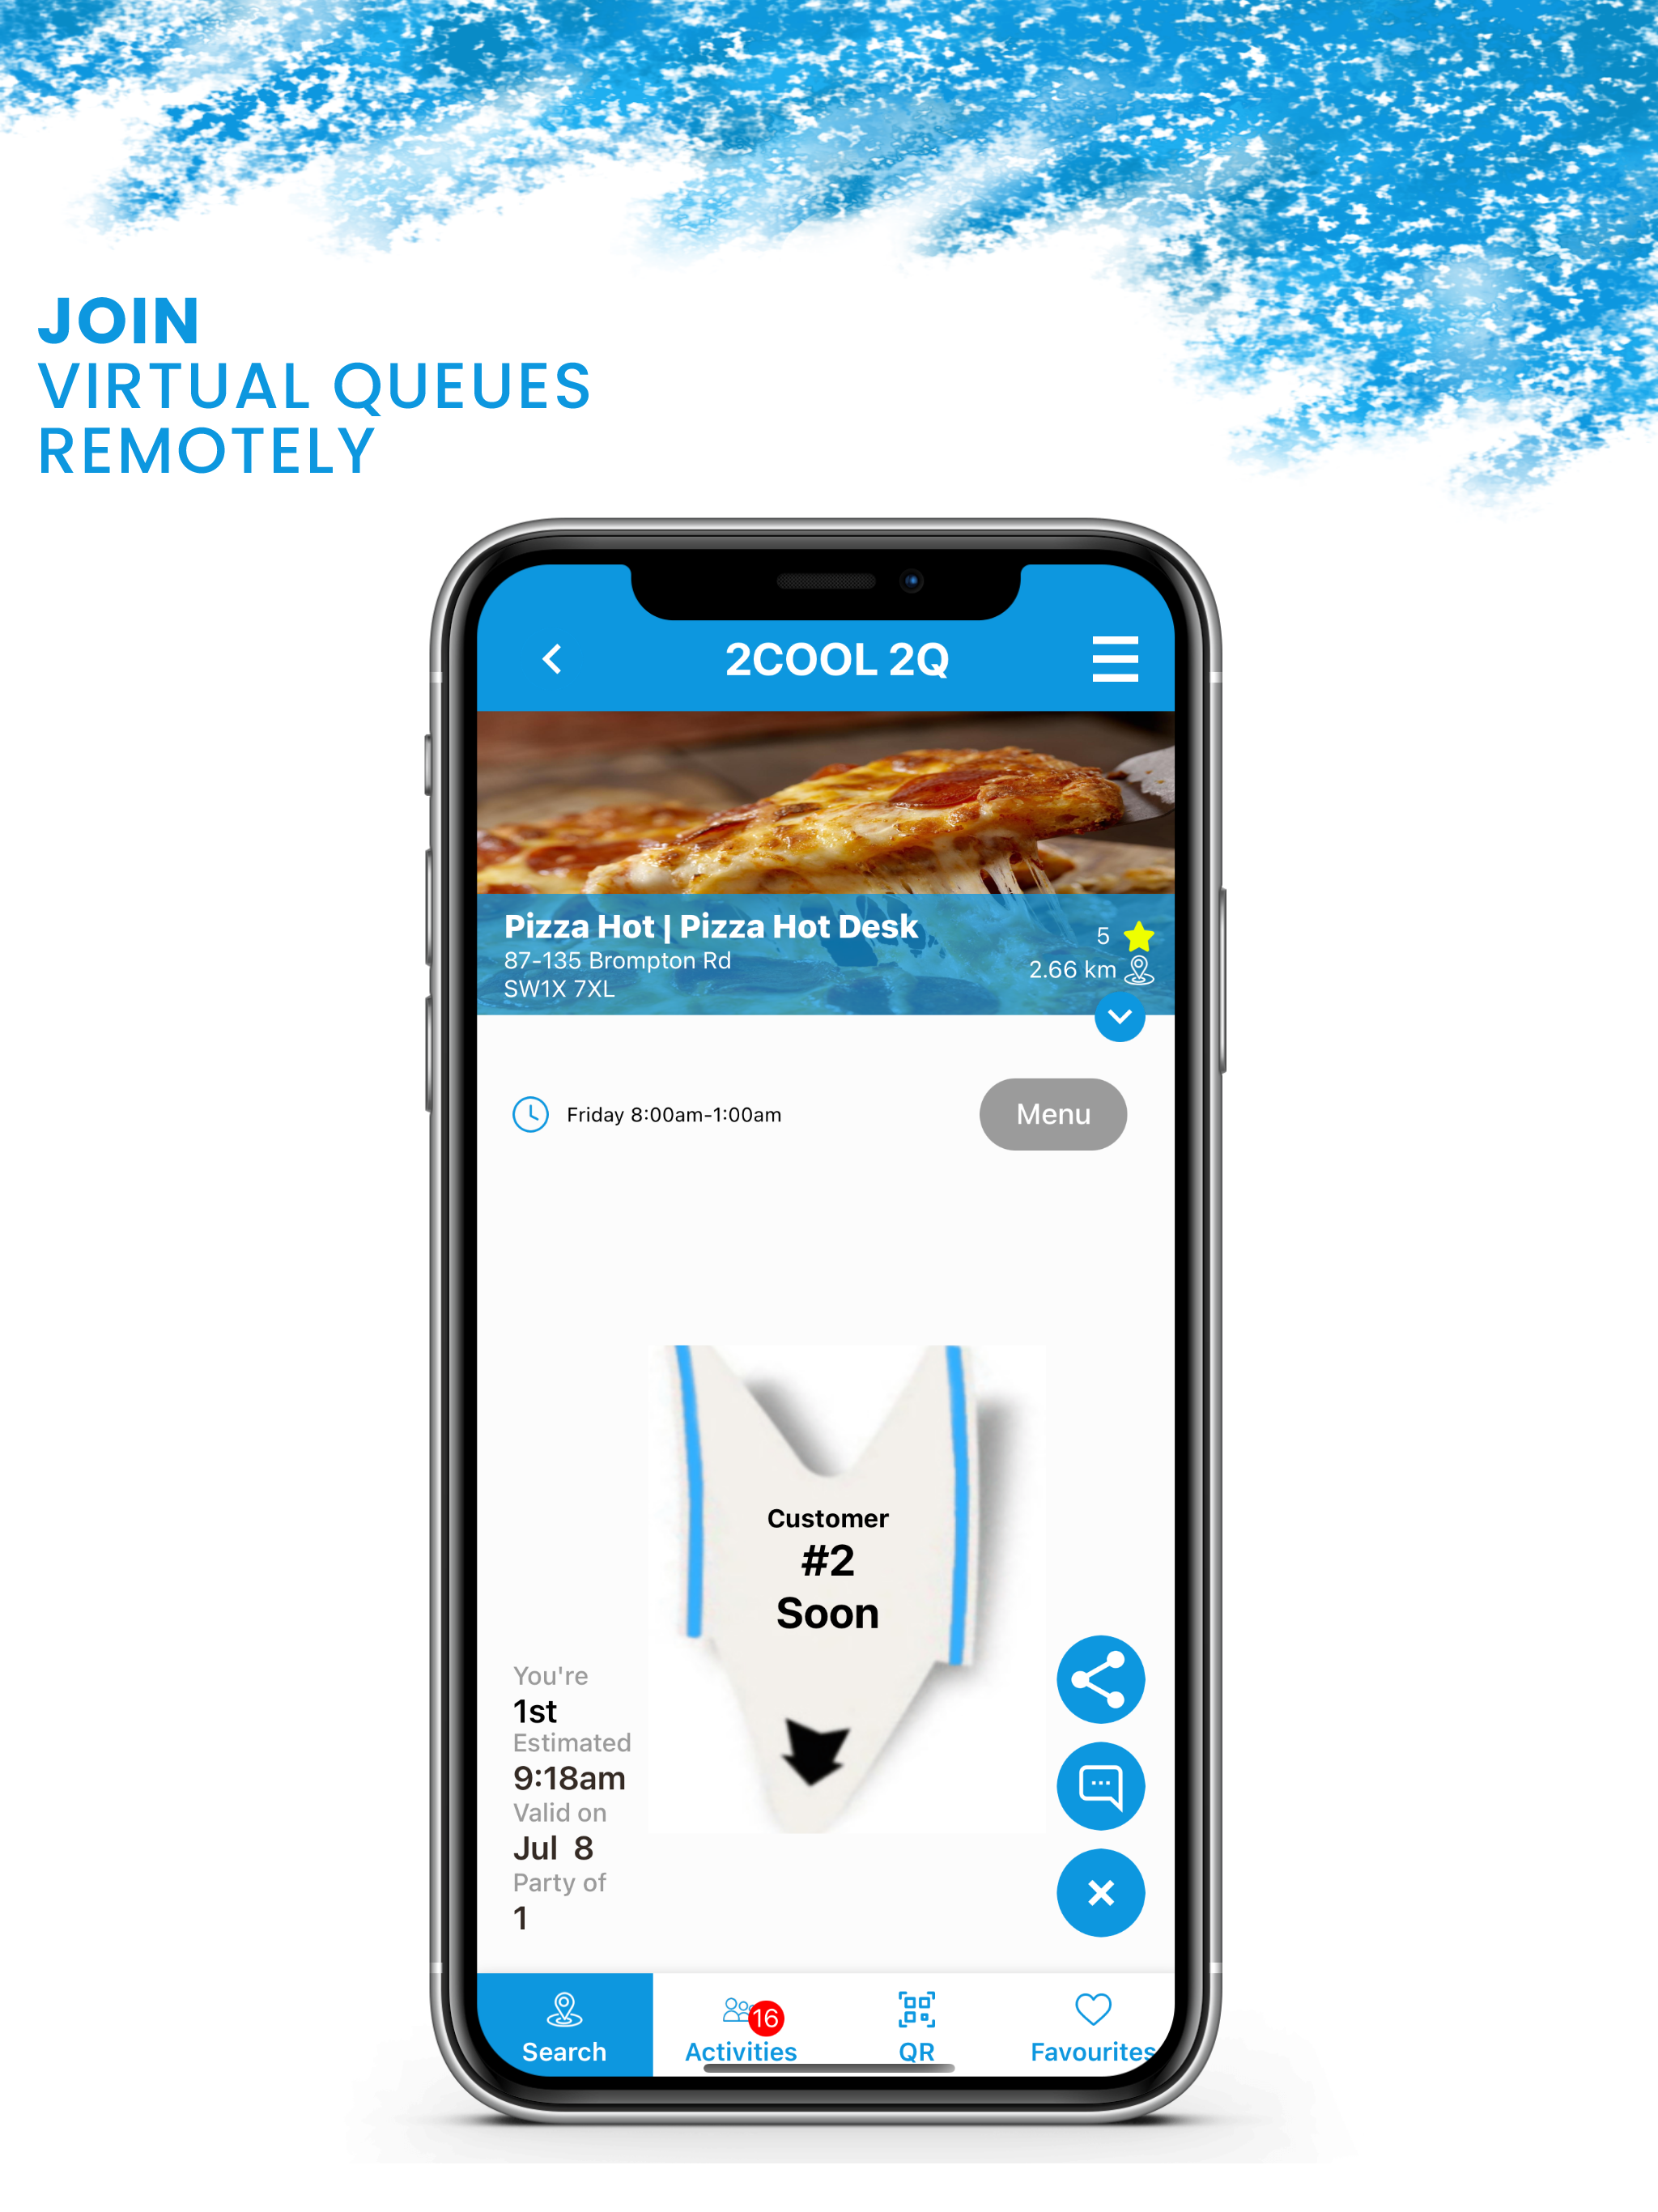 JOIN
VIRTUAL QUEUES
REMOTELY
2COOL 2Q
Pizza Hot | Pizza Hot Desk
87-135 Brompton Rd
SW1X 7XL
5
2.66 km
Friday 8:00am-1:00am
Menu
Customer
#2
Soon
You're
1st
Estimated
9:18am
Valid on
Jul 8
Party of
1
Search
16
Activities
QR
Favourites